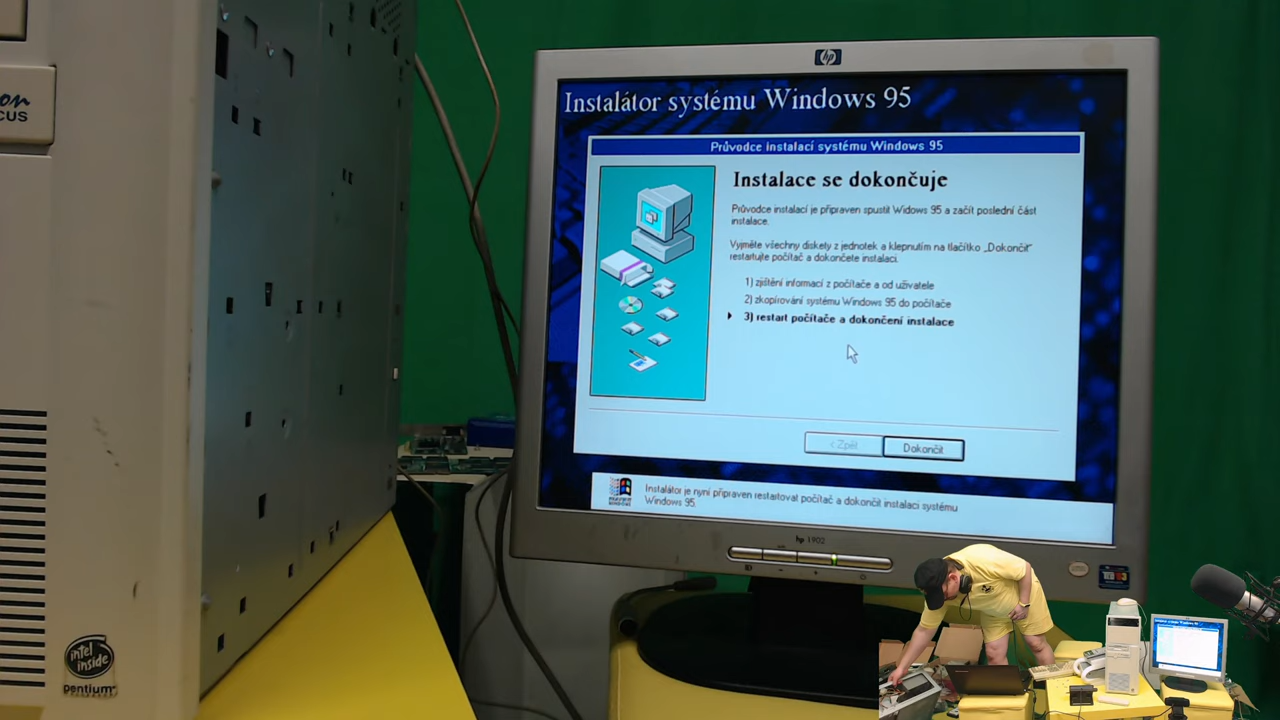 hp
Instalátor systému Windows 95
Průvodce instalací systému Windows 95
Instalace se dokončuje
Průvodce instalací je připraven spustit Widows 95 a začít poslední část
instalace.
Vyjměte všechny diskety z jednotek a klepnutím na tlačítko „Dokončit“
restartujte počítač a dokončete instalaci.
1) zjištění informací z počítače a od uživatele
2) zkopírování systému Windows 95 do počítače
3) restart počítače a dokončení instalace
< Zpět
Dokončit
Instalátor je nyní připraven restartovat počítač a dokončit instalaci systému
Windows 95.
hp 1902
intel
inside
pentium